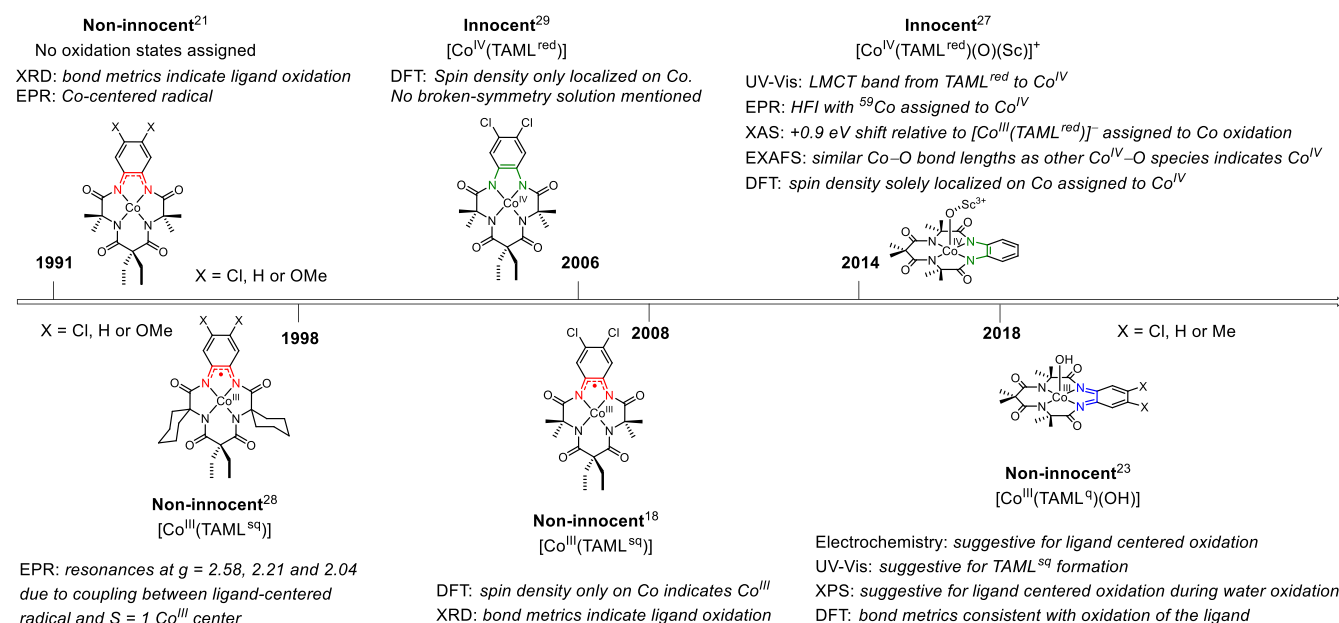 Non-innocent21
No oxidation states assigned
XRD: bond metrics indicate ligand oxidation
EPR: Co-centered radical
X X
O N N O
Co
N N
O O
1991
X = Cl, H or OMe
Innocent29
[CoIV(TAMLred)]
DFT: Spin density only localized on Co.
No broken-symmetry solution mentioned
Cl Cl
O N N O
CoIV
N N
O O
2006
Innocent27
[CoIV(TAMLred)(O)(Sc)]+
UV-Vis: LMCT band from TAMLred to CoIV
EPR: HFI with 59Co assigned to CoIV
XAS: +0.9 eV shift relative to [CoIII(TAMLred)]– assigned to Co oxidation
EXAFS: similar Co–O bond lengths as other CoIV–O species indicates CoIV
DFT: spin density solely localized on Co assigned to CoIV
O Sc3+
O O
N IV N
Co
N N
O O
2014
X = Cl, H or OMe
1998
X X
O N N O
CoIII
N N
O O
Non-innocent28
[CoIII(TAMLsq)]
EPR: resonances at g = 2.58, 2.21 and 2.04
due to coupling between ligand-centered
radical and S = 1 CoIII center
2008
Cl Cl
O N N O
CoIII
N N
O O
Non-innocent18
[CoIII(TAMLsq)]
DFT: spin density only on Co indicates CoIII
XRD: bond metrics indicate ligand oxidation
2018
X = Cl, H or Me
OH
O O
N III N X
Co
N N X
O O
Non-innocent23
[CoIII(TAMLq)(OH)]
Electrochemistry: suggestive for ligand centered oxidation
UV-Vis: suggestive for TAMLsq formation
XPS: suggestive for ligand centered oxidation during water oxidation
DFT: bond metrics consistent with oxidation of the ligand